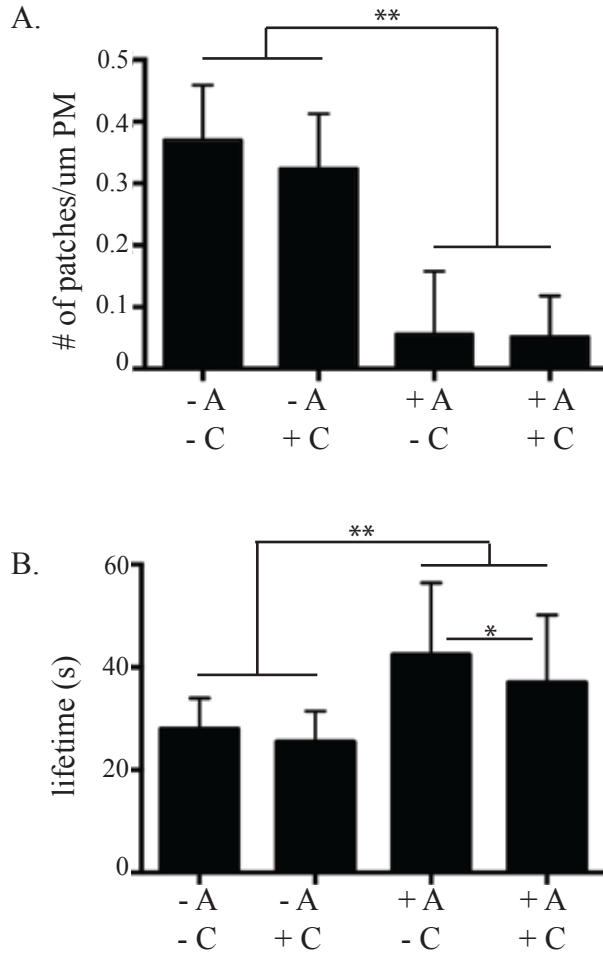 A.
**
# of patches/um PM
0.5
0.4
0.3
0.2
0.1
0
- A - A + A + A
- C + C - C + C
B.
**
*
lifetime (s)
60
40
20
0
- A - A + A + A
- C + C - C + C